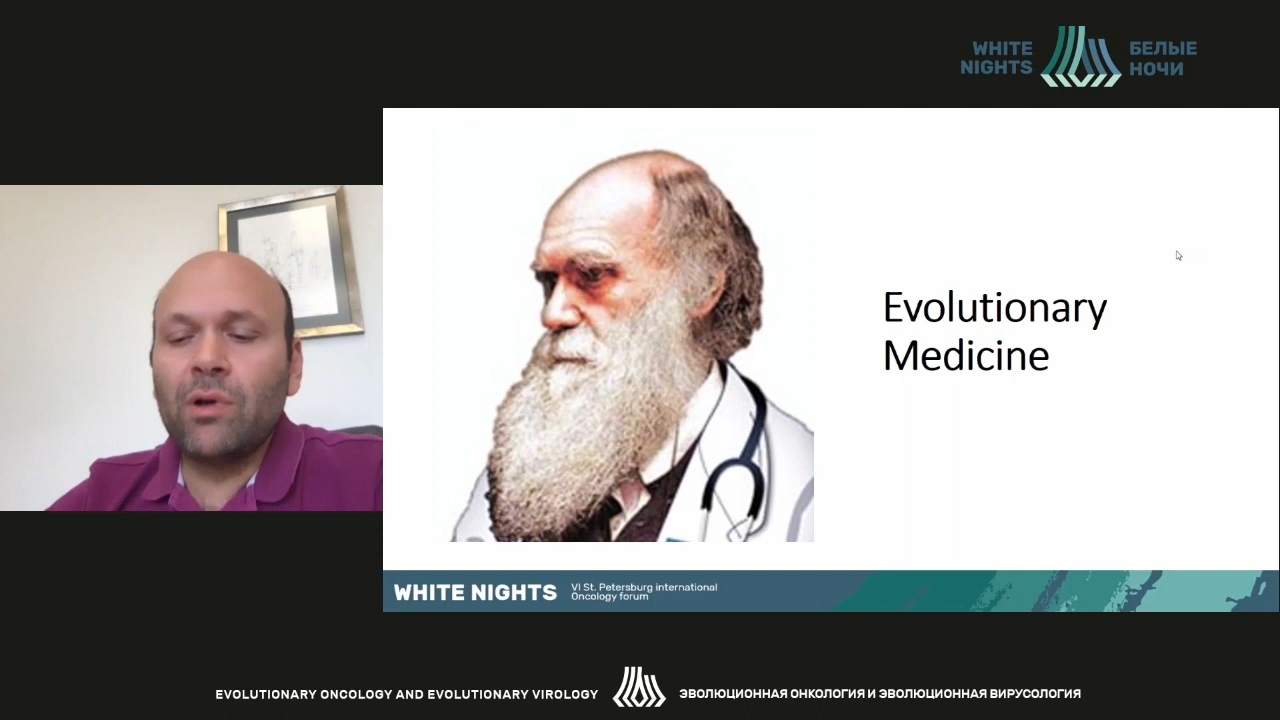 WHITE
NIGHTS
БЕЛЫЕ
НОЧИ
Evolutionary
Medicine
WHITE NIGHTS
VI St. Petersburg international
Oncology forum
EVOLUTIONARY ONCOLOGY AND EVOLUTIONARY VIROLOGY
ЭВОЛЮЦИОННАЯ ОНКОЛОГИЯ И ЭВОЛЮЦИОННАЯ ВИРУСОЛОГИЯ